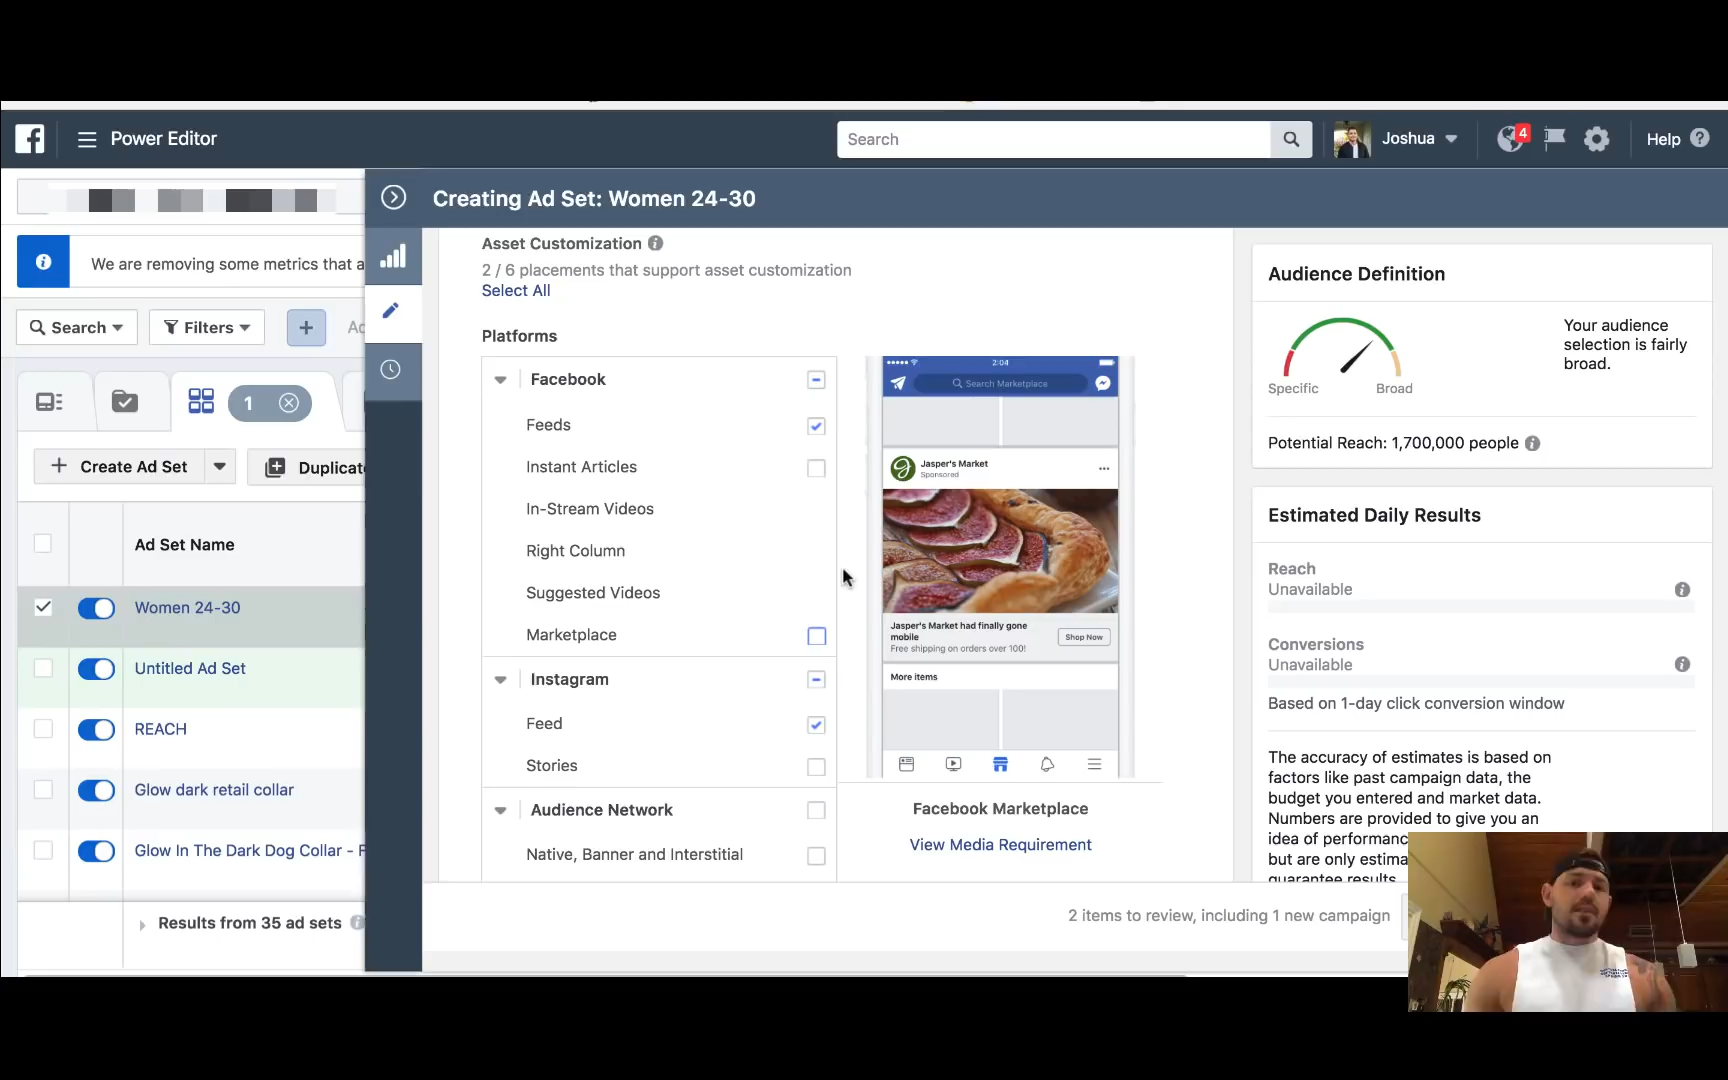 Power Editor
Search
Joshua
4
Help
Creating Ad Set: Women 24-30
We are removing some metrics that a
Search
Filters
Ad
1
Create Ad Set
Duplicate
Ad Set Name
Women 24-30
Untitled Ad Set
REACH
Glow dark retail collar
Glow In The Dark Dog Collar - F
Results from 35 ad sets
Asset Customization
2 / 6 placements that support asset customization
Select All
Platforms
Facebook
Feeds
Instant Articles
In-Stream Videos
Right Column
Suggested Videos
Marketplace
Instagram
Feed
Stories
Audience Network
Native, Banner and Interstitial
2:04
Search Marketplace
Jasper's Market
Sponsored
Jasper's Market had finally gone
mobile
Free shipping on orders over 100!
Shop Now
More items
Facebook Marketplace
View Media Requirement
2 items to review, including 1 new campaign
Audience Definition
Specific
Broad
Your audience
selection is fairly
broad.
Potential Reach: 1,700,000 people
Estimated Daily Results
Reach
Unavailable
Conversions
Unavailable
Based on 1-day click conversion window
The accuracy of estimates is based on
factors like past campaign data, the
budget you entered and market data.
Numbers are provided to give you an
idea of performanc
but are only estima
guarantee results.